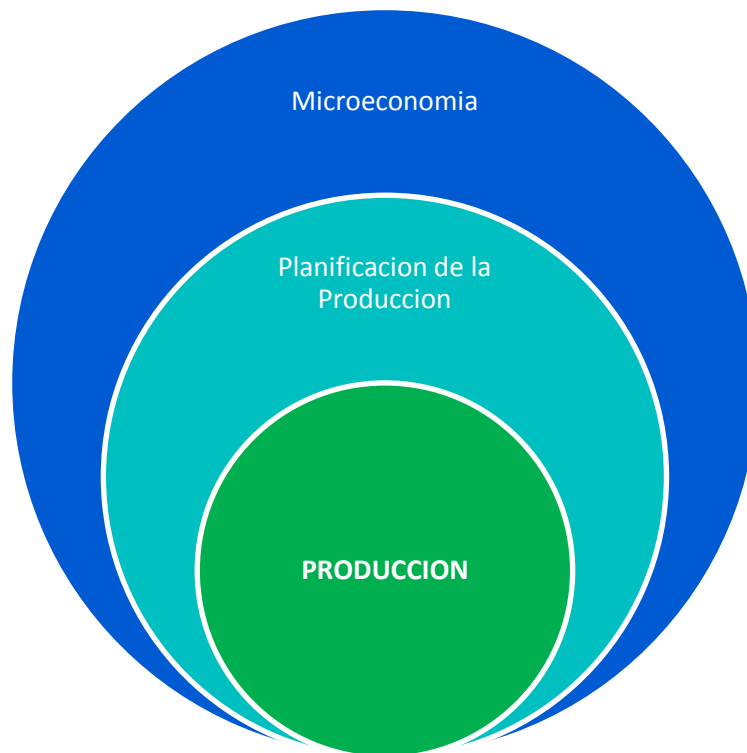 Microeconomia
Planificacion de la
Produccion
PRODUCCION